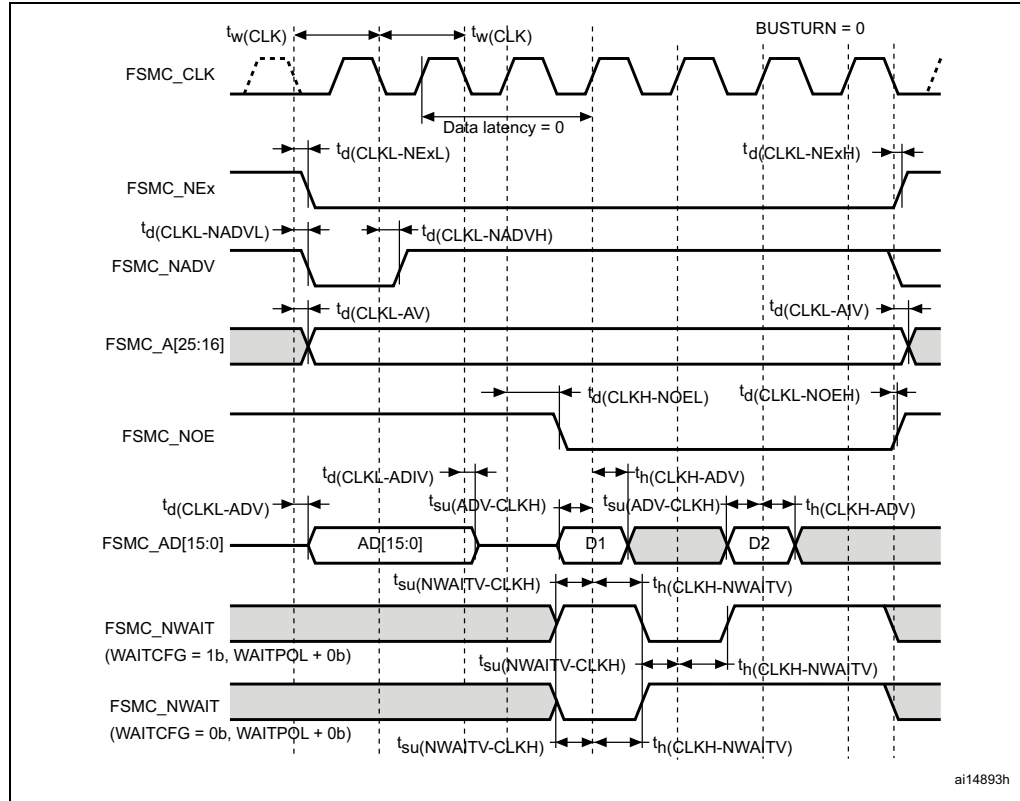 tw(CLK) tw(CLK) BUSTURN = 0
FSMC_CLK
Data latency = 0
td(CLKL-NExL) td(CLKL-NExH)
FSMC_NEx
td(CLKL-NADVL) td(CLKL-NADVH)
FSMC_NADV
td(CLKL-AV) td(CLKL-AIV)
FSMC_A[25:16]
td(CLKH-NOEL) td(CLKL-NOEH)
FSMC_NOE
td(CLKL-ADIV) th(CLKH-ADV)
td(CLKL-ADV) tsu(ADV-CLKH) tsu(ADV-CLKH) th(CLKH-ADV)
FSMC_AD[15:0] AD[15:0] D1 D2
tsu(NWAITV-CLKH) th(CLKH-NWAITV)
FSMC_NWAIT
(WAITCFG = 1b, WAITPOL + 0b)
tsu(NWAITV-CLKH) th(CLKH-NWAITV)
FSMC_NWAIT
(WAITCFG = 0b, WAITPOL + 0b)
tsu(NWAITV-CLKH) th(CLKH-NWAITV)
ai14893h